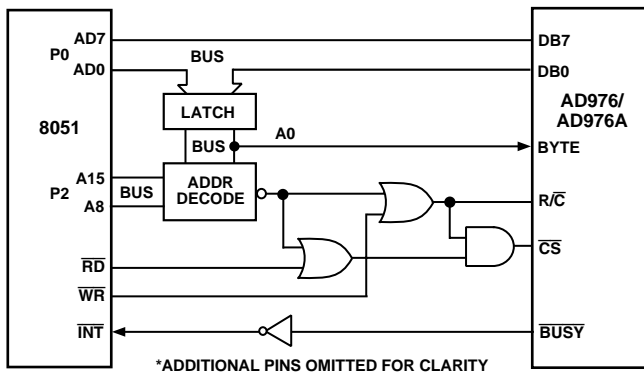 8051
P0
AD7
AD0
P2
A15
A8
RD
WR
INT
BUS
LATCH
BUS
A0
ADDR
DECODE
BUS
AD976/
AD976A
DB7
DB0
BYTE
R/C
CS
BUSY
*ADDITIONAL PINS OMITTED FOR CLARITY